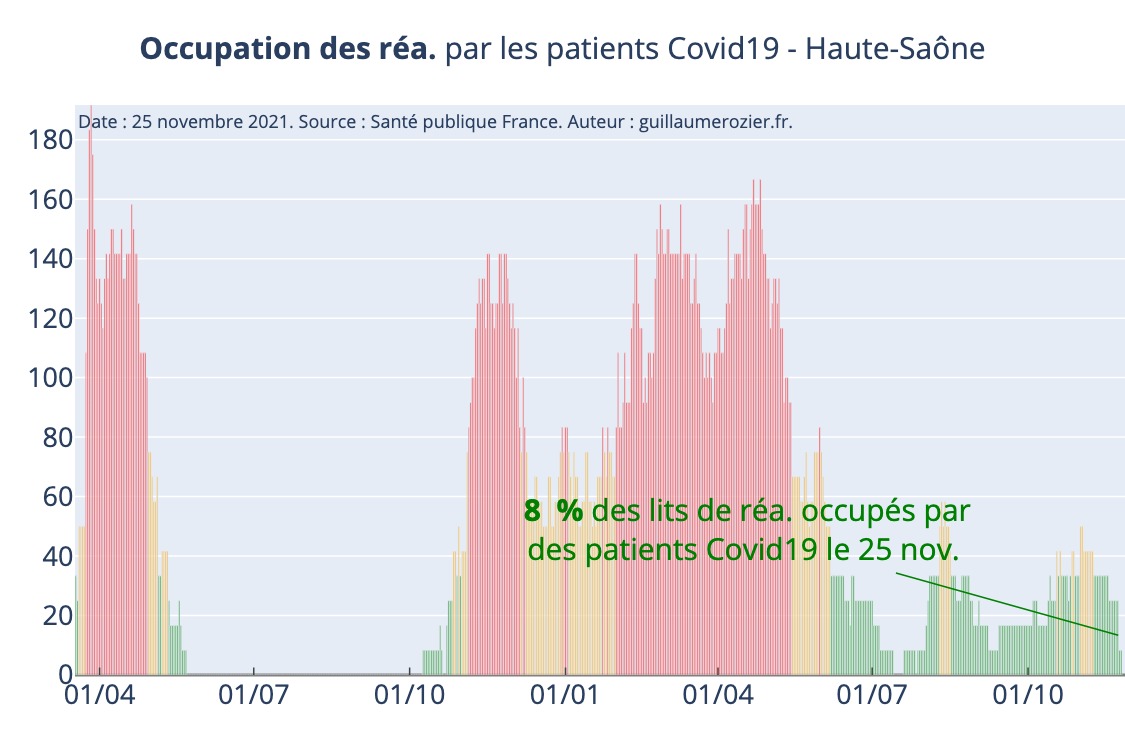 Occupation des réa. par les patients Covid19 - Haute-Saône
Date : 25 novembre 2021. Source : Santé publique France. Auteur : guillaumerozier.fr.
180
160
140
120
100
80
60
40
20
0
8 % des lits de réa. occupés par
des patients Covid19 le 25 nov.
01/04 01/07 01/10 01/01 01/04 01/07 01/10